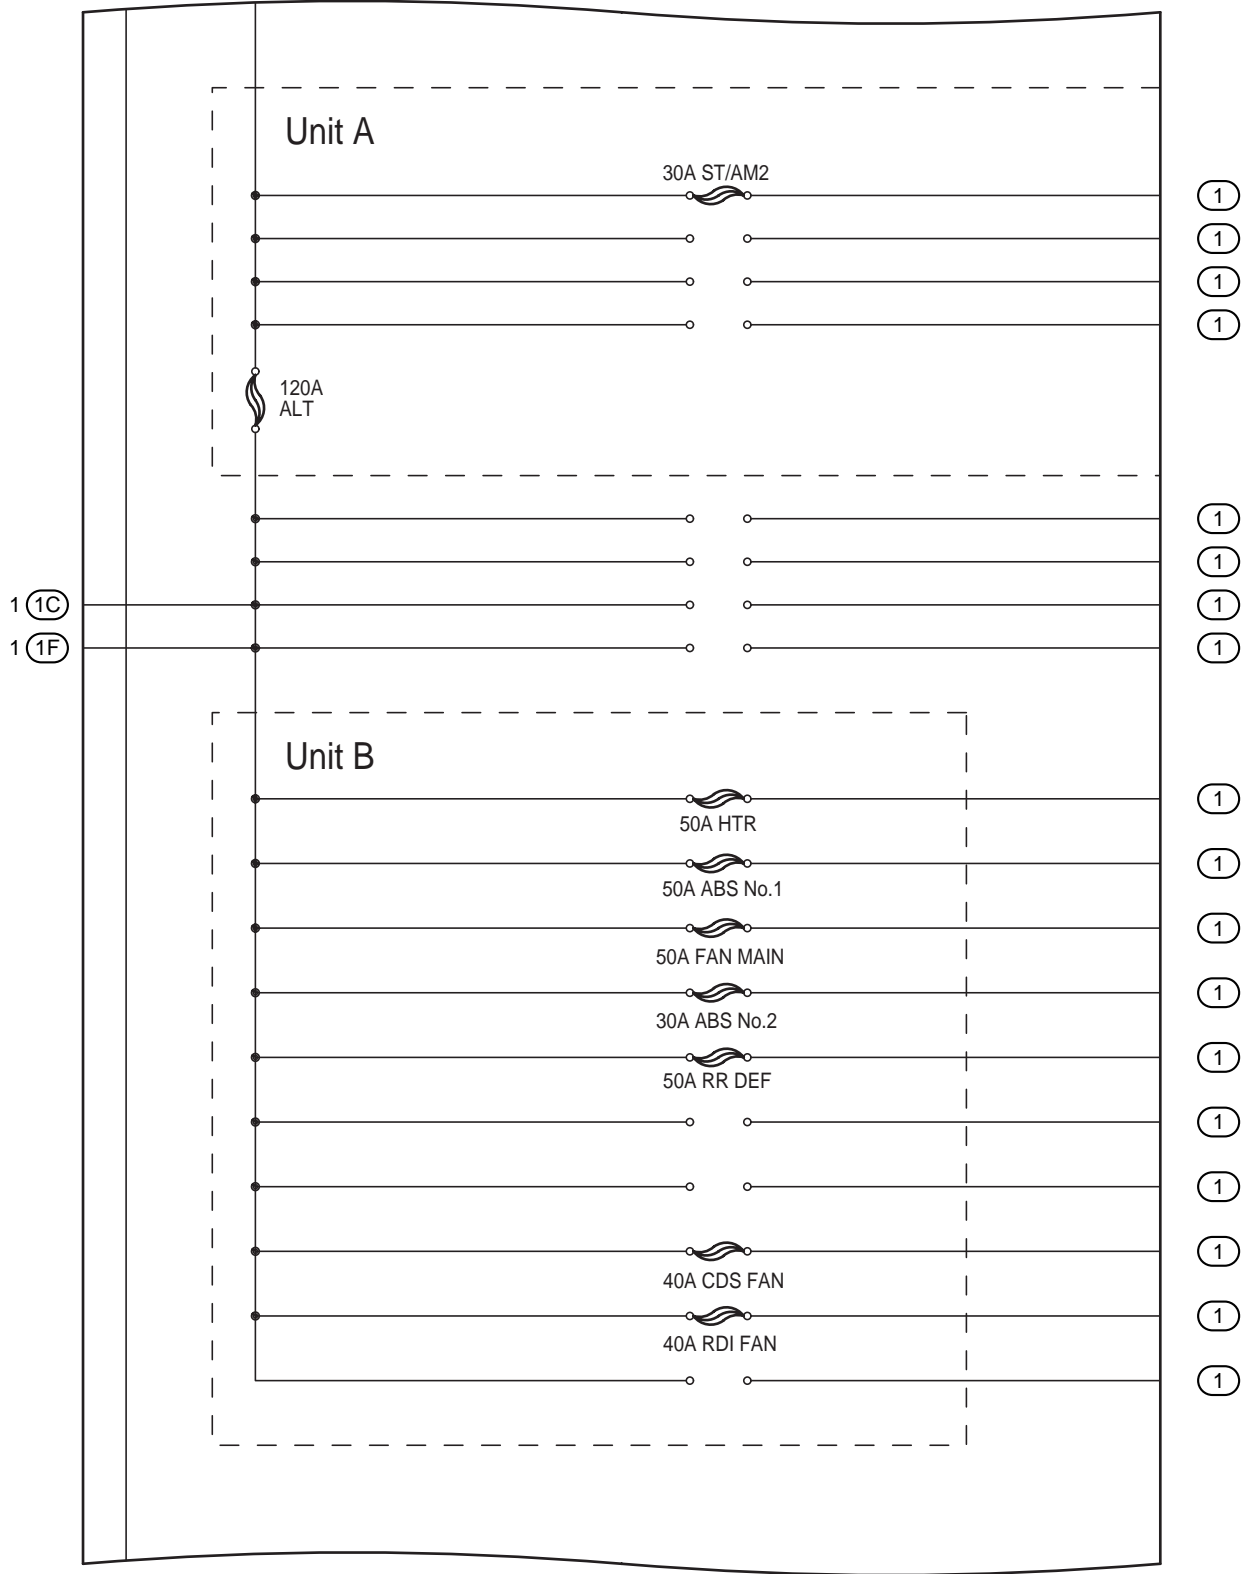 Unit A
30A ST/AM2
1
1
1
1
120A
ALT
1
1
1 1C
1
1 1F
1
Unit B
1
50A HTR
1
50A ABS No.1
1
50A FAN MAIN
1
30A ABS No.2
1
50A RR DEF
1
1
1
40A CDS FAN
1
40A RDI FAN
1